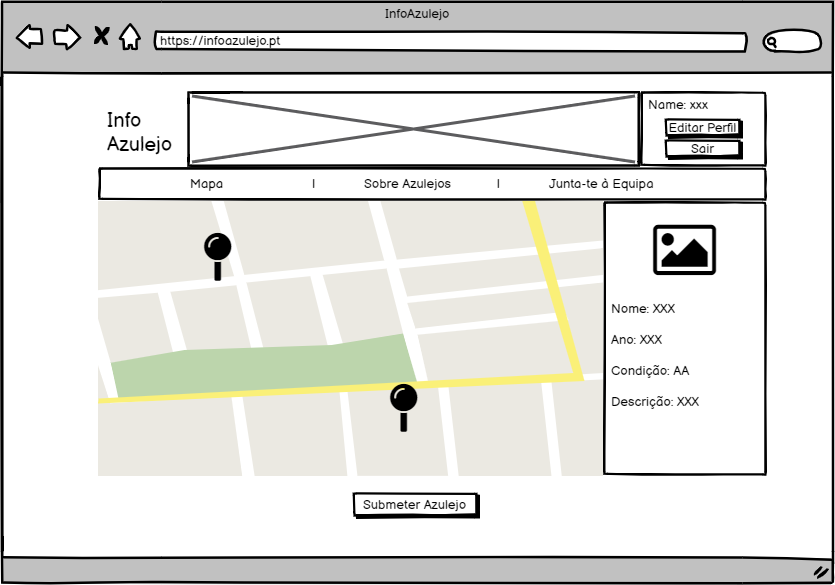 InfoAzulejo
https://infoazulejo.pt
Info
Azulejo
Name: xxx
Editar Perfil
Sair
Mapa | Sobre Azulejos | Junta-te à Equipa
Nome: XXX
Ano: XXX
Condição: AA
Descrição: XXX
Submeter Azulejo